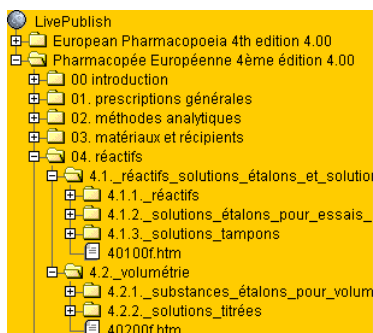 LivePublish
European Pharmacopoeia 4th edition 4.00
Pharmacopée Européenne 4ème édition 4.00
00 introduction
01. prescriptions générales
02. méthodes analytiques
03. matériaux et récipients
04. réactifs
4.1._réactifs_solutions_étalons_et_solution
4.1.1._réactifs
4.1.2._solutions_étalons_pour_essais_
4.1.3._solutions_tampons
40100f.htm
4.2._volumétrie
4.2.1._substances_étalons_pour_volum
4.2.2._solutions_titrées
40200f.htm